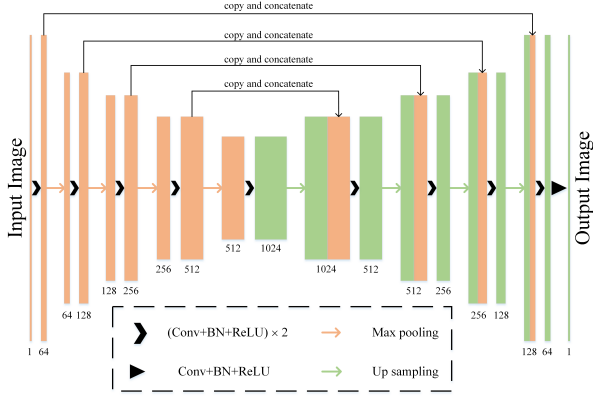 copy and concatenate
copy and concatenate
copy and concatenate
copy and concatenate
Input Image
Output Image
512
1024
256
512
1024
512
128
256
512
256
64
128
256
128
1
64
128
64
1
(Conv+BN+ReLU) × 2
Max pooling
Conv+BN+ReLU
Up sampling